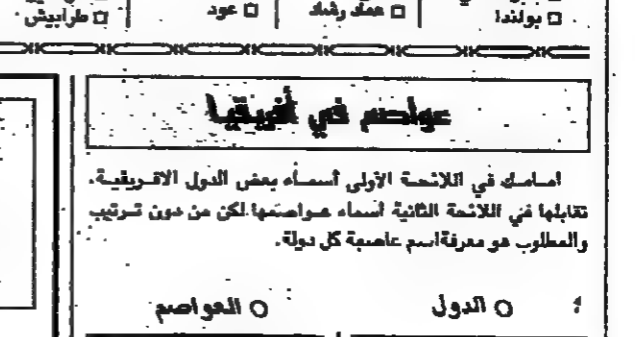 بولندا □ عماد رشاد □ عود □ طرابيش □
عواصم في أفريقيا
امامك في اللائحة الأولى أسماء بعض الدول الافريقية.
تقابلها في اللائحة الثانية أسماء عواصمها لكن من دون ترتيب
والمطلوب هو معرفة اسم عاصمة كل دولة.
○ الدول ○ العواصم